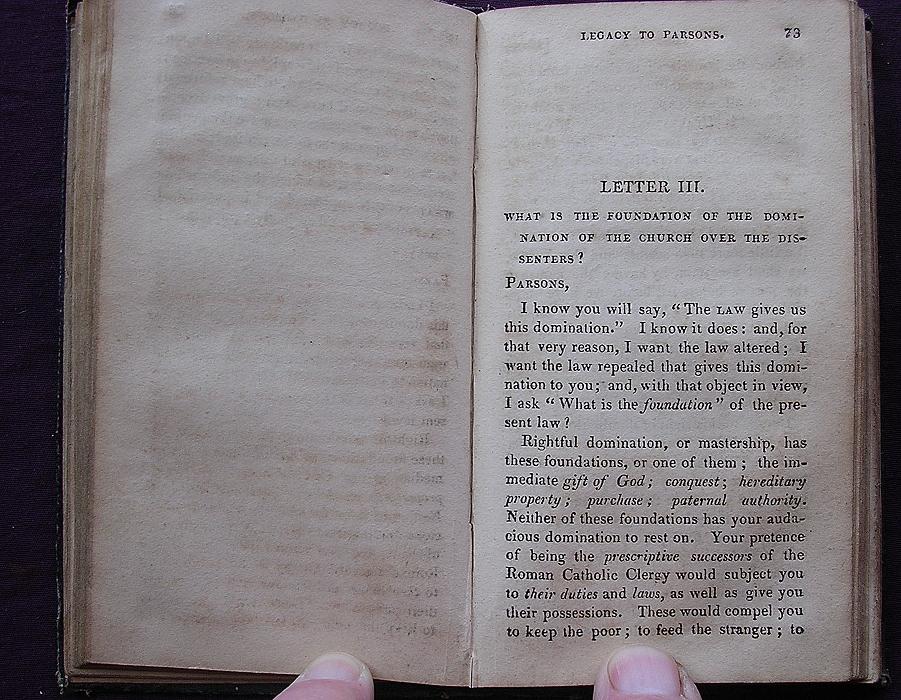 LEGACY TO PARSONS. 73
LETTER III.
WHAT IS THE FOUNDATION OF THE DOMI-
NATION OF THE CHURCH OVER THE DIS-
SENTERS?
PARSONS,
I know you will say, "The LAW gives us
this domination." I know it does: and, for
that very reason, I want the law altered; I
want the law repealed that gives this domi-
nation to you; and, with that object in view,
I ask "What is the foundation" of the pre-
sent law?
Rightful domination, or mastership, has
these foundations, or one of them; the im-
mediate gift of God; conquest; hereditary
property; purchase; paternal authority.
Neither of these foundations has your auda-
cious domination to rest on. Your pretence
of being the prescriptive successors of the
Roman Catholic Clergy would subject you
to their duties and laws, as well as give you
their possessions. These would compel you
to keep the poor; to feed the stranger; to